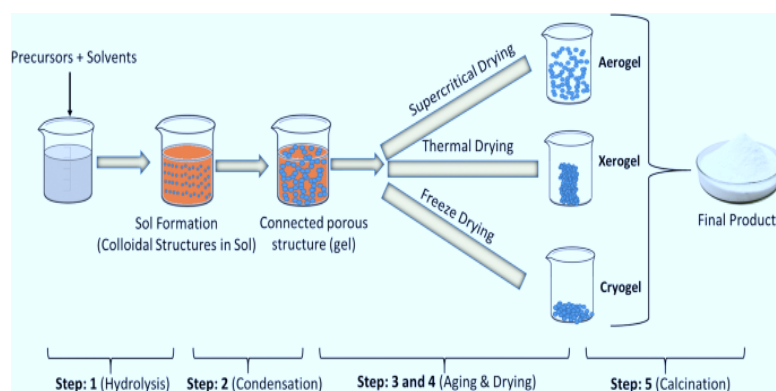 Precursors + Solvents
Sol Formation
(Colloidal Structures in Sol)
Connected porous
structure (gel)
Supercritical Drying
Thermal Drying
Freeze Drying
Aerogel
Xerogel
Cryogel
Final Product
Step: 1 (Hydrolysis)
Step: 2 (Condensation)
Step: 3 and 4 (Aging & Drying)
Step: 5 (Calcination)